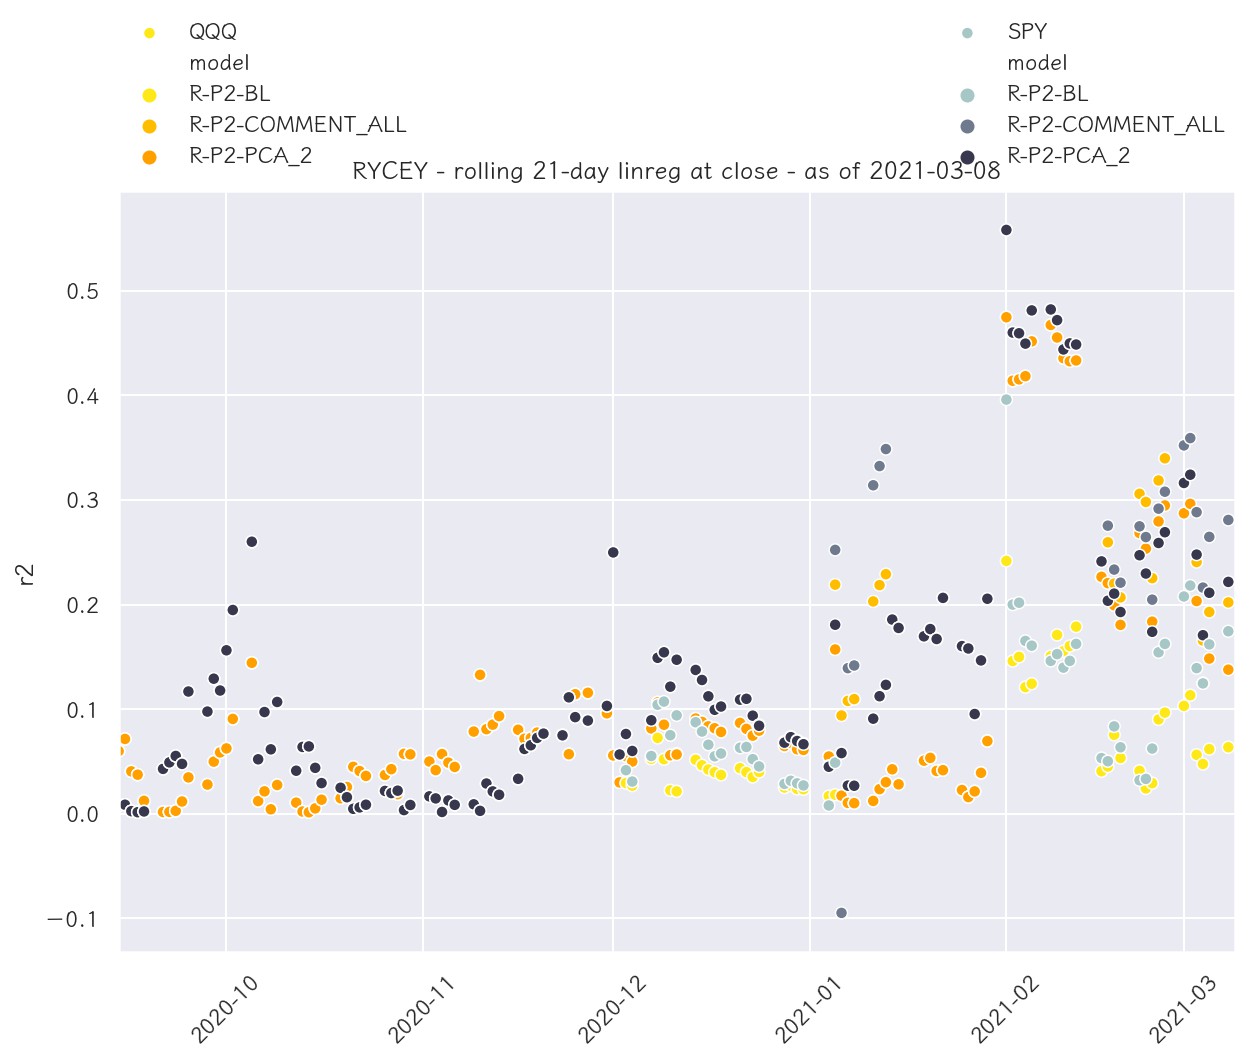 QQQ
model
R-P2-BL
R-P2-COMMENT_ALL
R-P2-PCA_2
SPY
model
R-P2-BL
R-P2-COMMENT_ALL
R-P2-PCA_2
RYCEY - rolling 21-day linreg at close - as of 2021-03-08
r2
0.5
0.4
0.3
0.2
0.1
0.0
−0.1
2020-10
2020-11
2020-12
2021-01
2021-02
2021-03